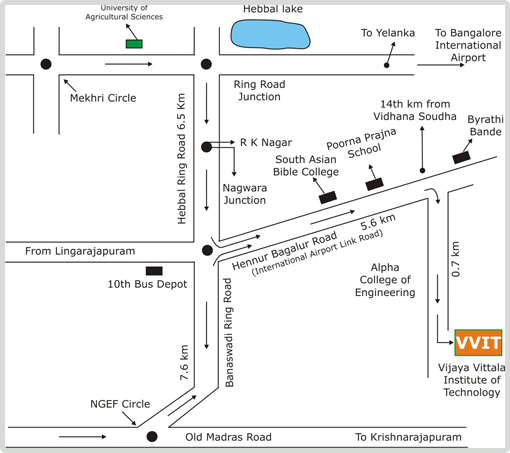 University of
Agricultural Sciences
Hebbal lake
To Yelanka
To Bangalore
International
Airport
Mekhri Circle
Ring Road
Junction
14th km from
Vidhana Soudha
Byrathi
Bande
Hebbal Ring Road 6.5 Km
R K Nagar
Poorna Prajna
School
South Asian
Bible College
Nagwara
Junction
5.6 km
From Lingarajapuram
Hennur Bagalur Road
(International Airport Link Road)
0.7 km
10th Bus Depot
Alpha
College of
Engineering
Banaswadi Ring Road
7.6 km
VVIT
Vijaya Vittala
Institute of
Technology
NGEF Circle
Old Madras Road
To Krishnarajapuram